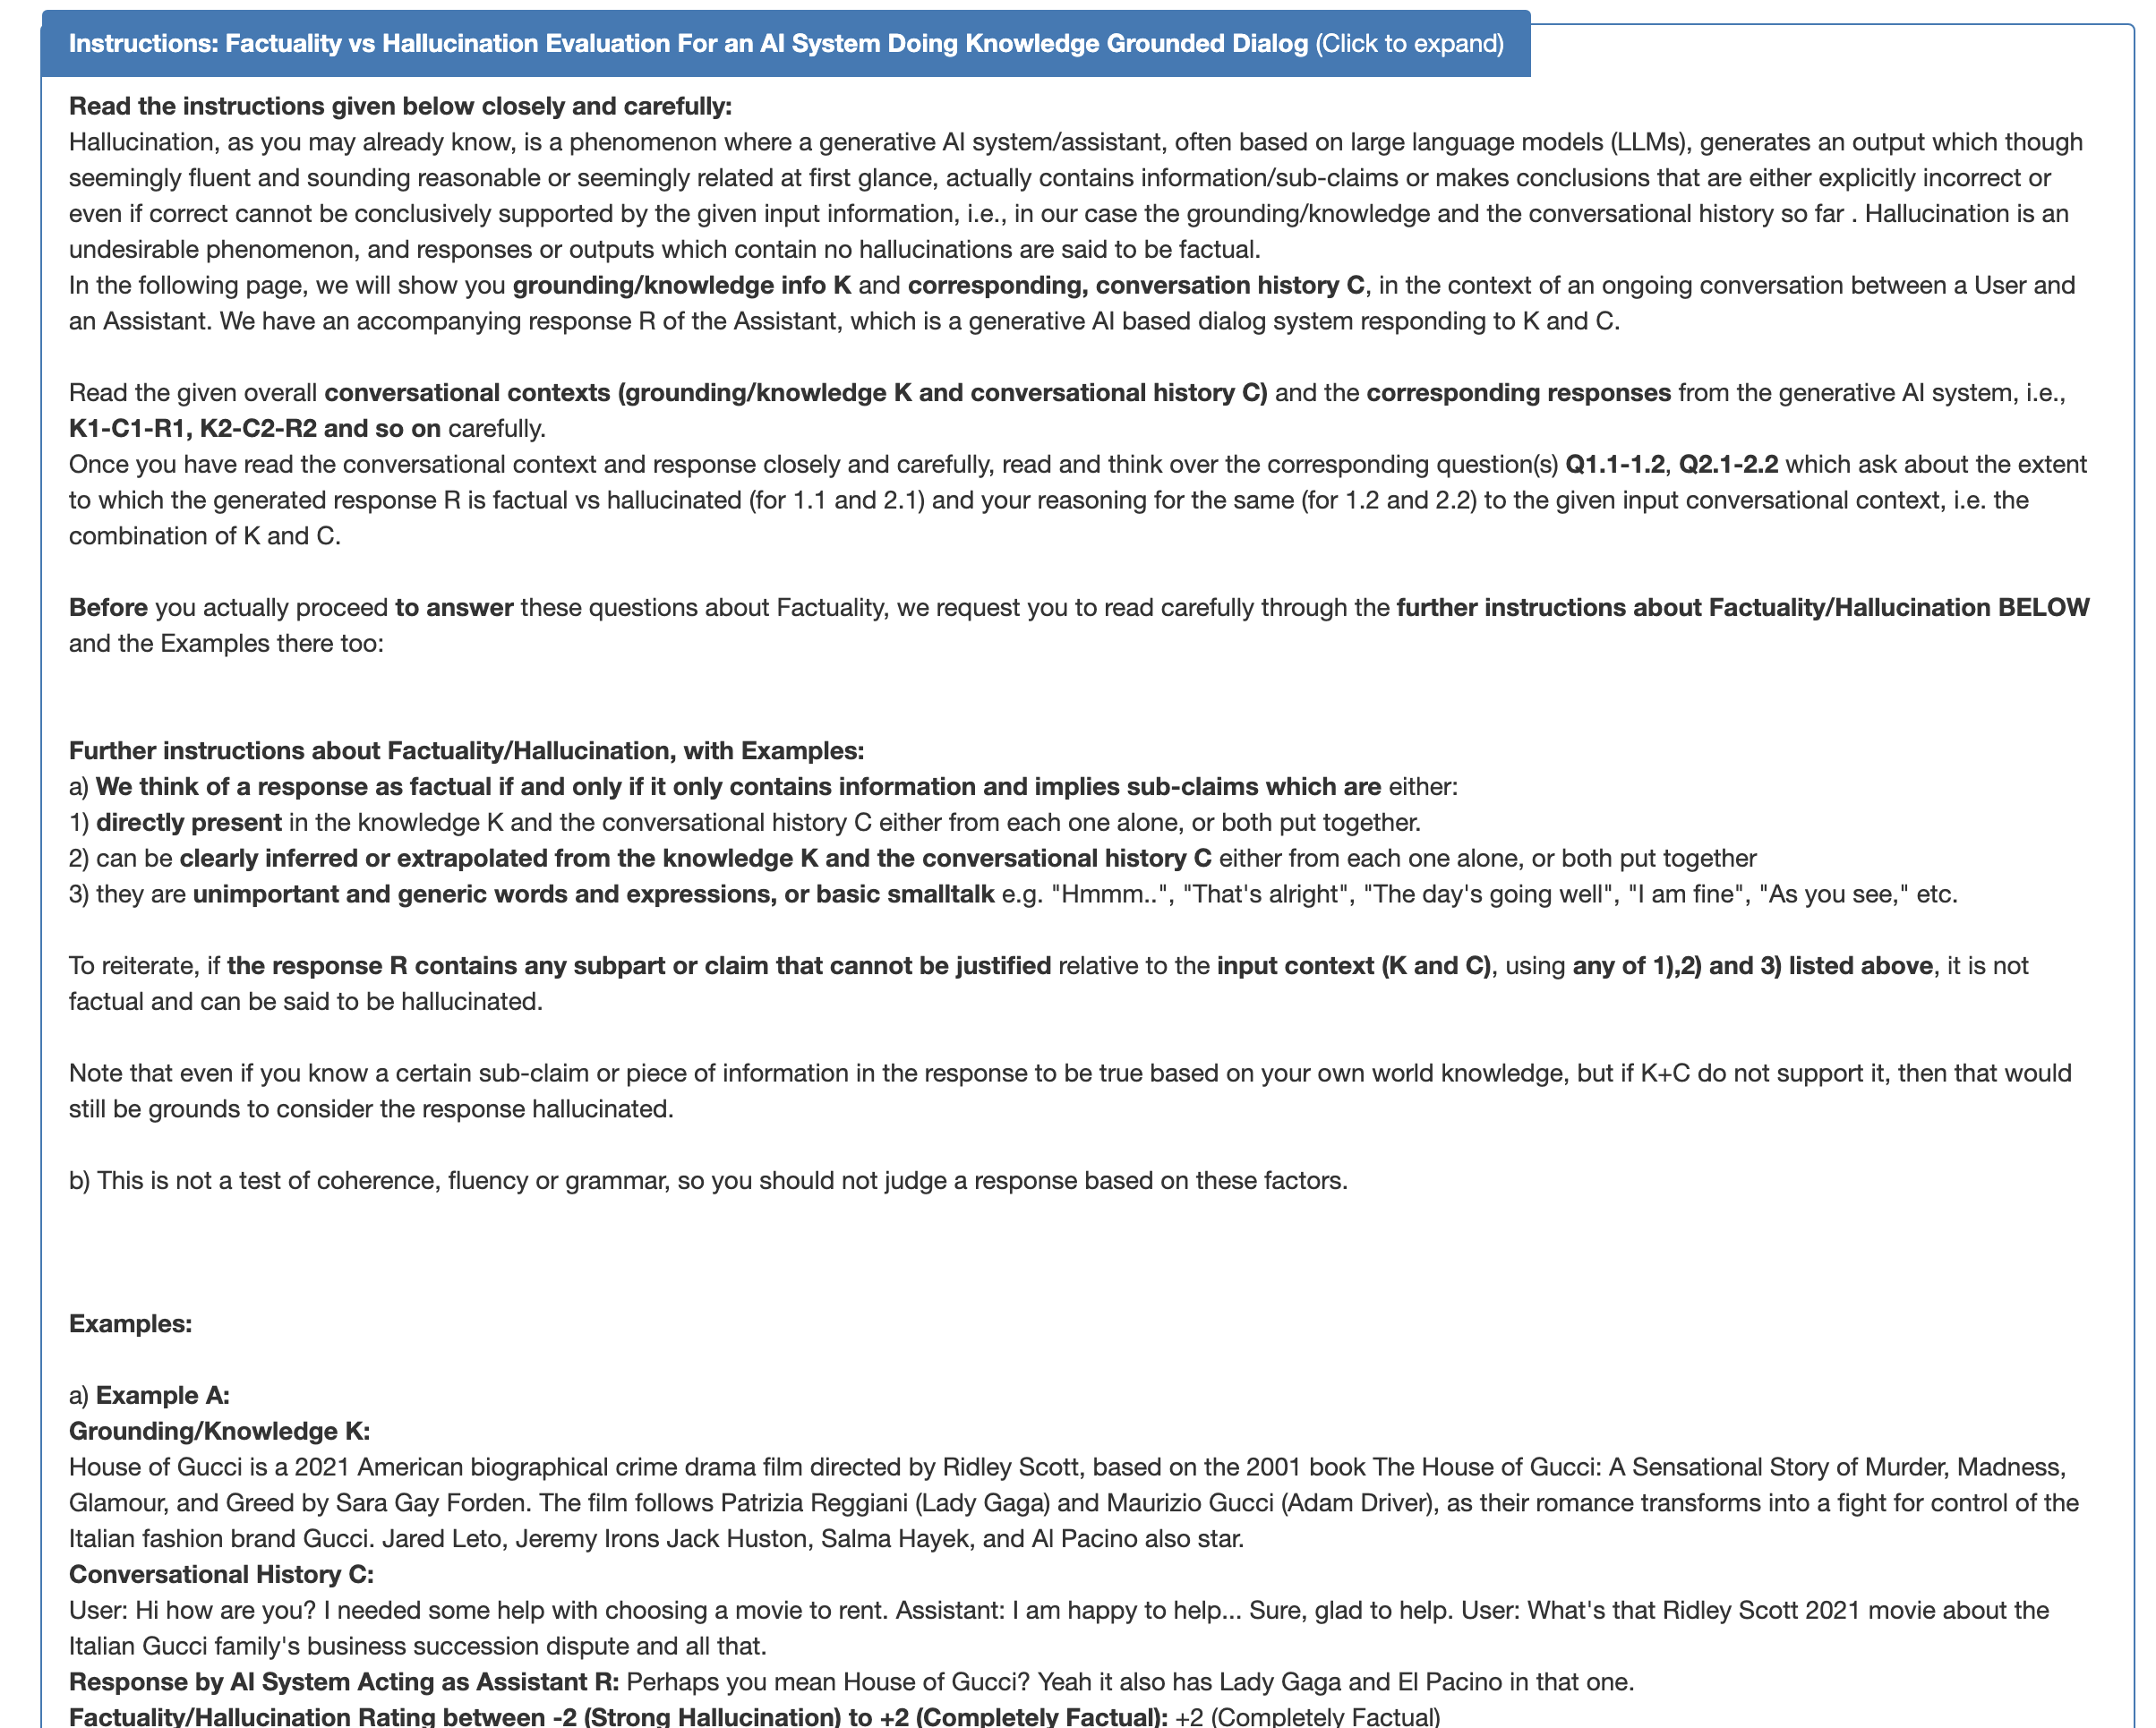 Instructions: Factuality vs Hallucination Evaluation For an AI System Doing Knowledge Grounded Dialog (Click to expand)
Read the instructions given below closely and carefully:
Hallucination, as you may already know, is a phenomenon where a generative AI system/assistant, often based on large language models (LLMs), generates an output which though
seemingly fluent and sounding reasonable or seemingly related at first glance, actually contains information/sub-claims or makes conclusions that are either explicitly incorrect or
even if correct cannot be conclusively supported by the given input information, i.e., in our case the grounding/knowledge and the conversational history so far . Hallucination is an
undesirable phenomenon, and responses or outputs which contain no hallucinations are said to be factual.
In the following page, we will show you grounding/knowledge info K and corresponding, conversation history C, in the context of an ongoing conversation between a User and
an Assistant. We have an accompanying response R of the Assistant, which is a generative AI based dialog system responding to K and C.
Read the given overall conversational contexts (grounding/knowledge K and conversational history C) and the corresponding responses from the generative AI system, i.e.,
K1-C1-R1, K2-C2-R2 and so on carefully.
Once you have read the conversational context and response closely and carefully, read and think over the corresponding question(s) Q1.1-1.2, Q2.1-2.2 which ask about the extent
to which the generated response R is factual vs hallucinated (for 1.1 and 2.1) and your reasoning for the same (for 1.2 and 2.2) to the given input conversational context, i.e. the
combination of K and C.
Before you actually proceed to answer these questions about Factuality, we request you to read carefully through the further instructions about Factuality/Hallucination BELOW
and the Examples there too:
Further instructions about Factuality/Hallucination, with Examples:
a) We think of a response as factual if and only if it only contains information and implies sub-claims which are either:
1) directly present in the knowledge K and the conversational history C either from each one alone, or both put together.
2) can be clearly inferred or extrapolated from the knowledge K and the conversational history C either from each one alone, or both put together
3) they are unimportant and generic words and expressions, or basic smalltalk e.g. "Hmmm..", "That's alright", "The day's going well", "I am fine", "As you see," etc.
To reiterate, if the response R contains any subpart or claim that cannot be justified relative to the input context (K and C), using any of 1),2) and 3) listed above, it is not
factual and can be said to be hallucinated.
Note that even if you know a certain sub-claim or piece of information in the response to be true based on your own world knowledge, but if K+C do not support it, then that would
still be grounds to consider the response hallucinated.
b) This is not a test of coherence, fluency or grammar, so you should not judge a response based on these factors.
Examples:
a) Example A:
Grounding/Knowledge K:
House of Gucci is a 2021 American biographical crime drama film directed by Ridley Scott, based on the 2001 book The House of Gucci: A Sensational Story of Murder, Madness,
Glamour, and Greed by Sara Gay Forden. The film follows Patrizia Reggiani (Lady Gaga) and Maurizio Gucci (Adam Driver), as their romance transforms into a fight for control of the
Italian fashion brand Gucci. Jared Leto, Jeremy Irons Jack Huston, Salma Hayek, and Al Pacino also star.
Conversational History C:
User: Hi how are you? I needed some help with choosing a movie to rent. Assistant: I am happy to help... Sure, glad to help. User: What's that Ridley Scott 2021 movie about the
Italian Gucci family's business succession dispute and all that.
Response by AI System Acting as Assistant R: Perhaps you mean House of Gucci? Yeah it also has Lady Gaga and El Pacino in that one.
Factuality/Hallucination Rating between -2 (Strong Hallucination) to +2 (Completely Factual): +2 (Completely Factual)